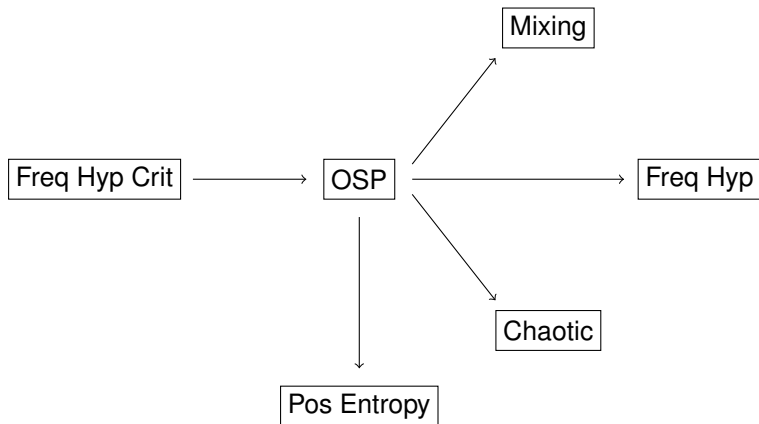 Mixing
Freq Hyp Crit
OSP
Freq Hyp
Chaotic
Pos Entropy